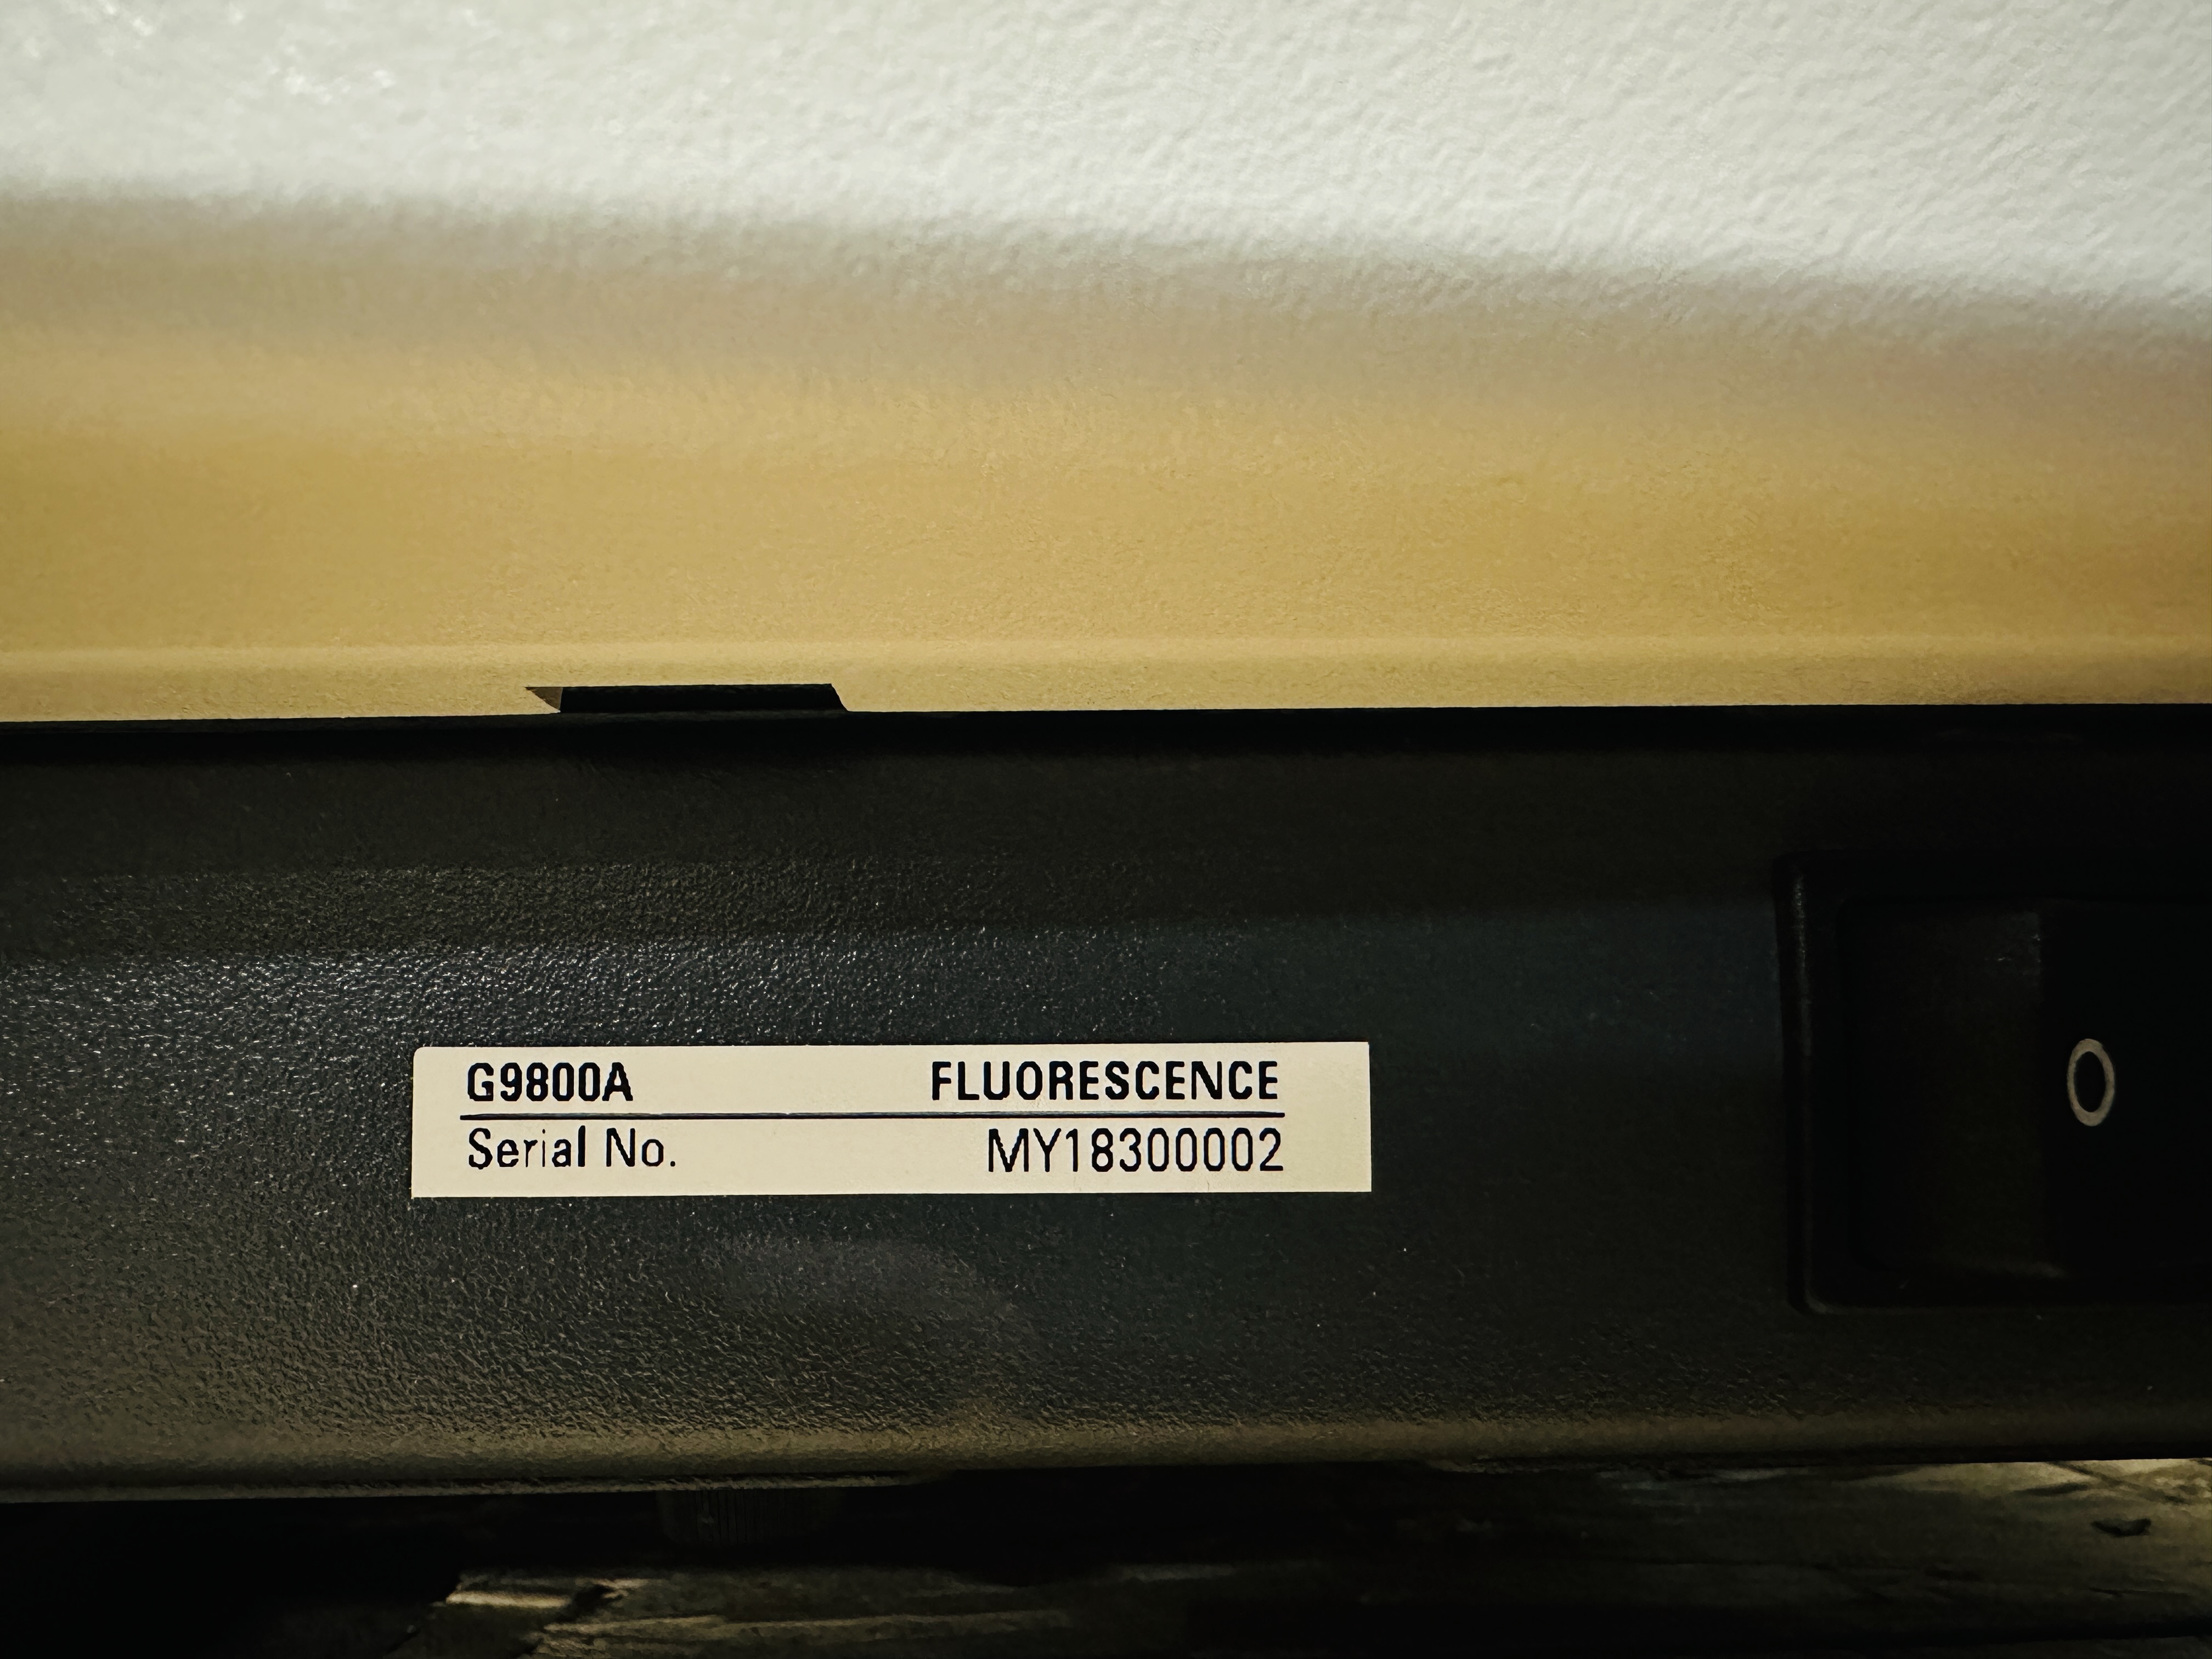 G9800A FLUORESCENCE
Serial No. MY18300002
O